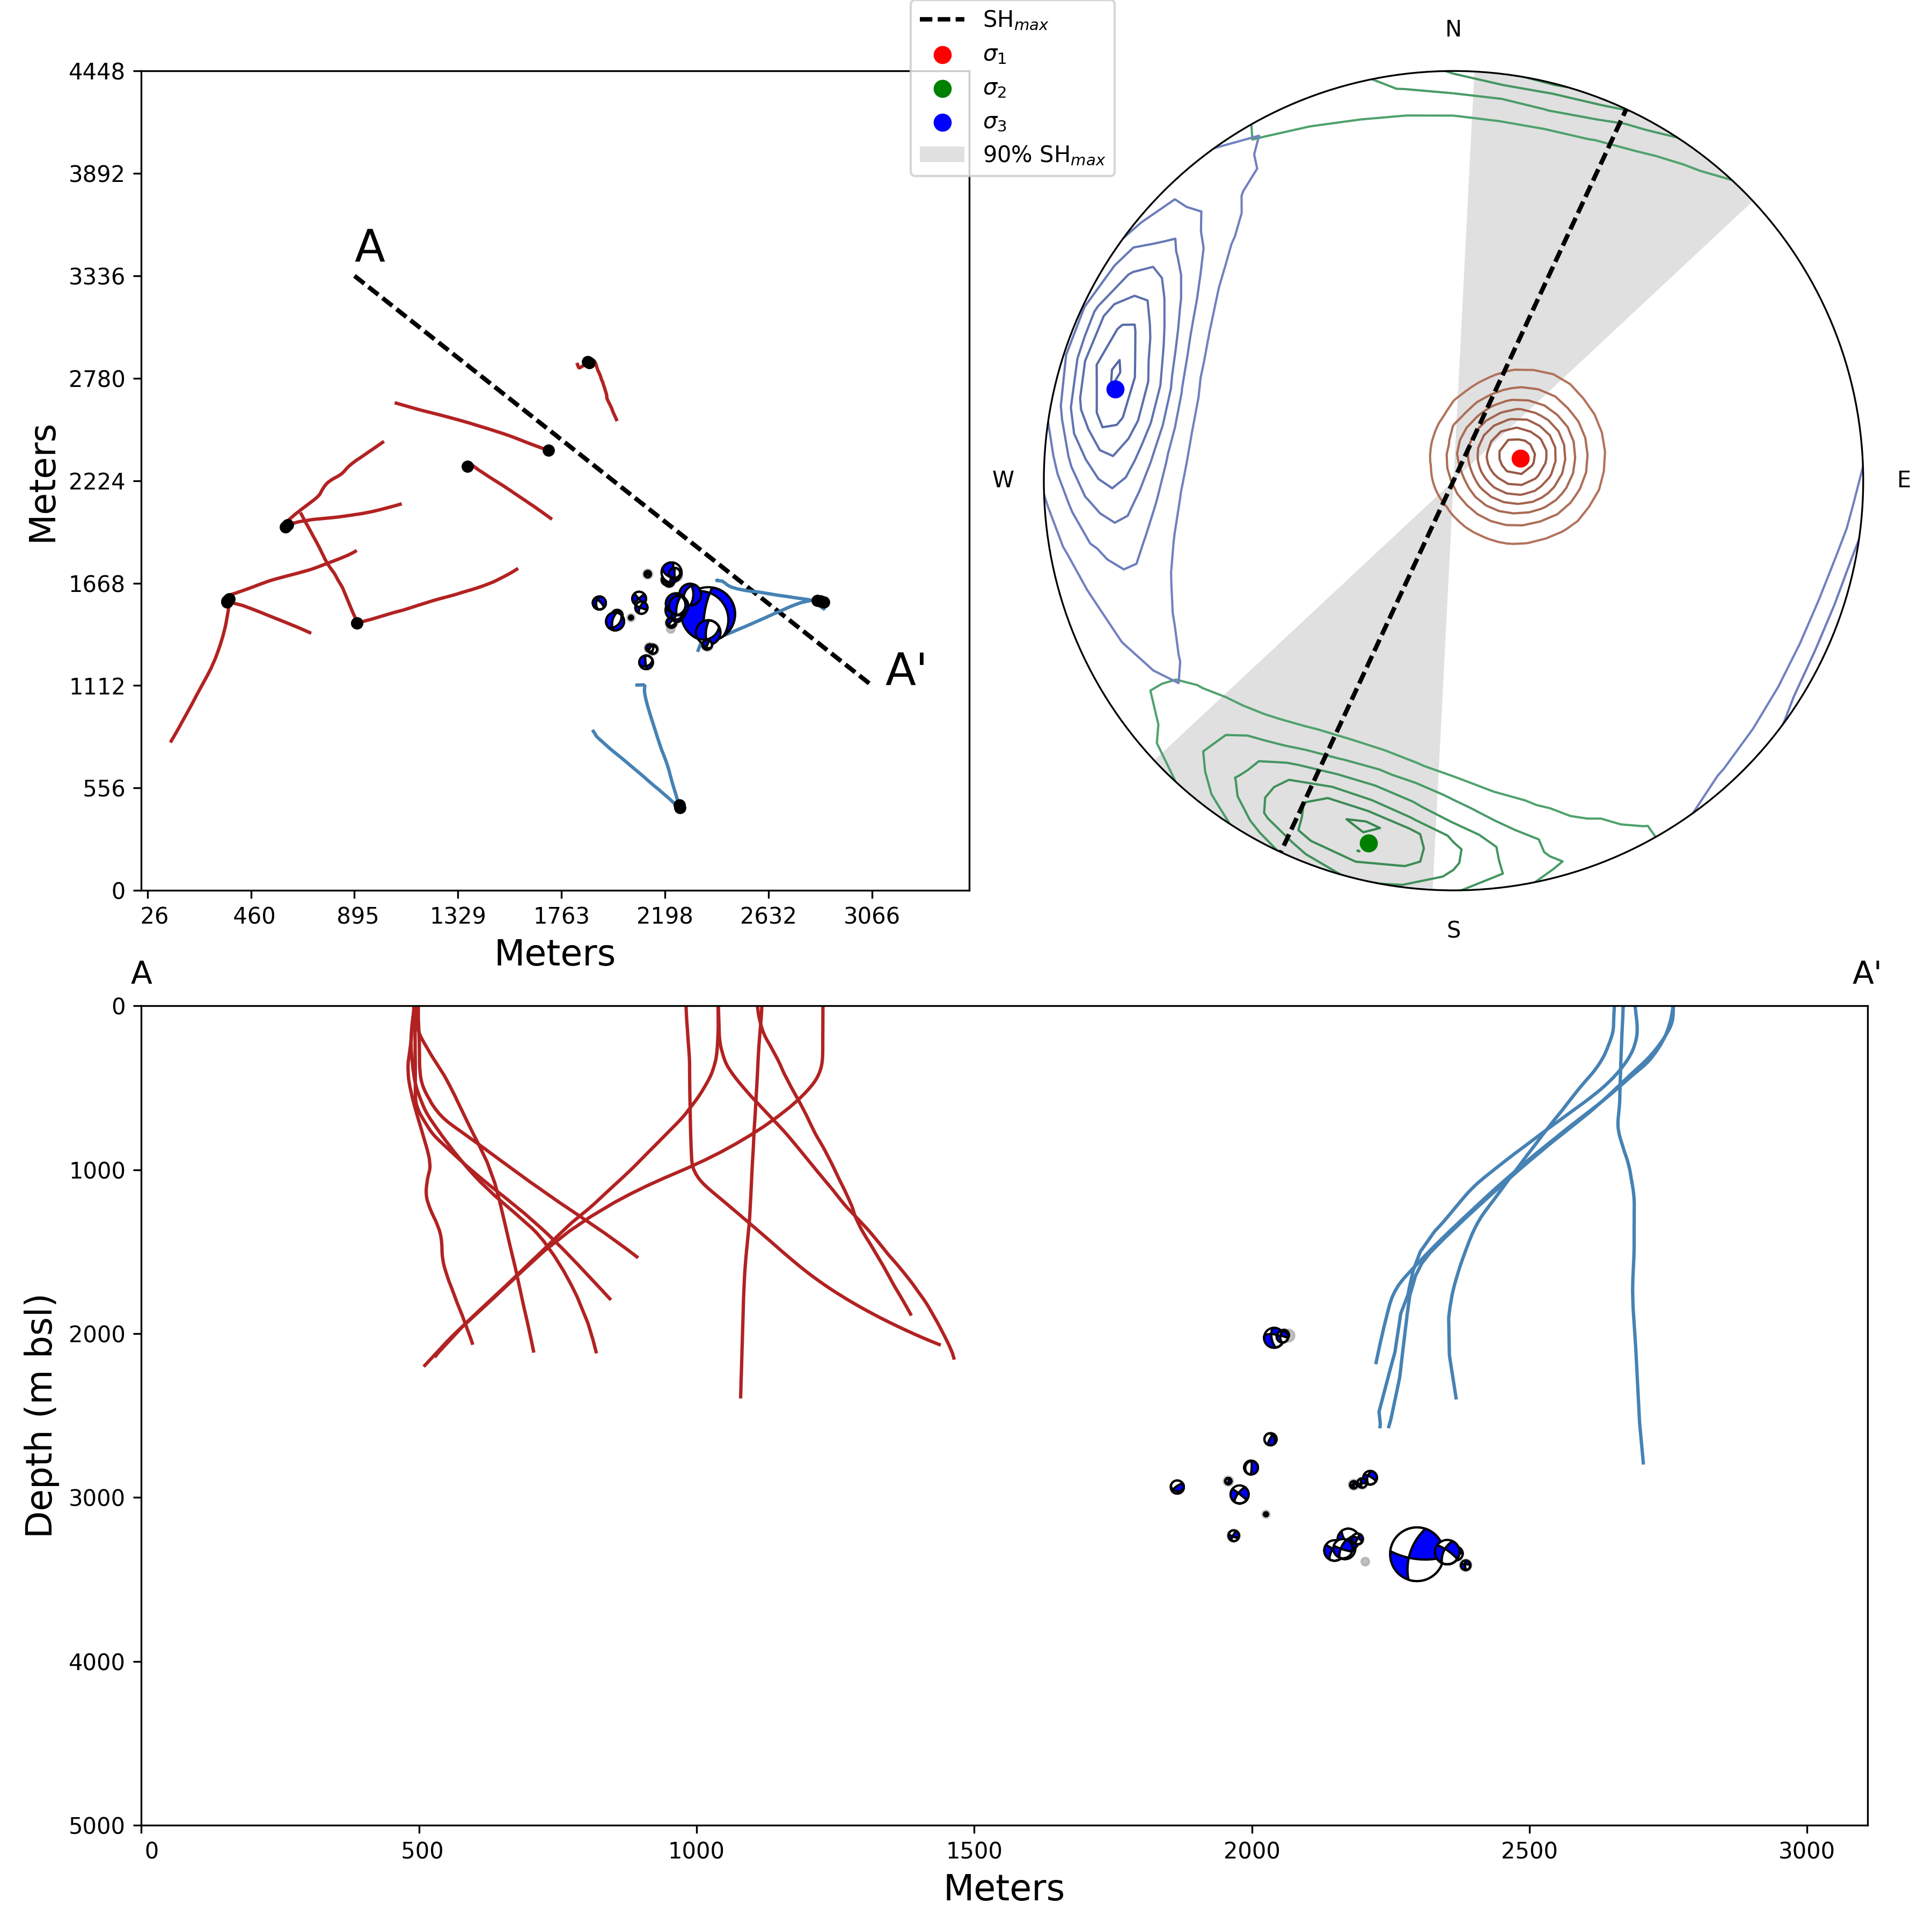 SHmax
σ1
σ2
σ3
90% SHmax
4448
3892
3336
2780
2224
1668
1112
556
0
Meters
A
A'
26 460 895 1329 1763 2198 2632 3066
Meters
N
W
E
S
A
A'
0
1000
2000
3000
4000
5000
Depth (m bsl)
0 500 1000 1500 2000 2500 3000
Meters